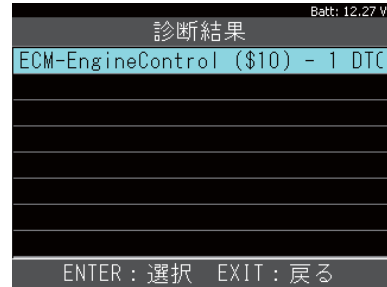 Batt: 12.27 V
診断結果
ECM-EngineControl ($10) - 1 DTC
ENTER：選択 EXIT：戻る